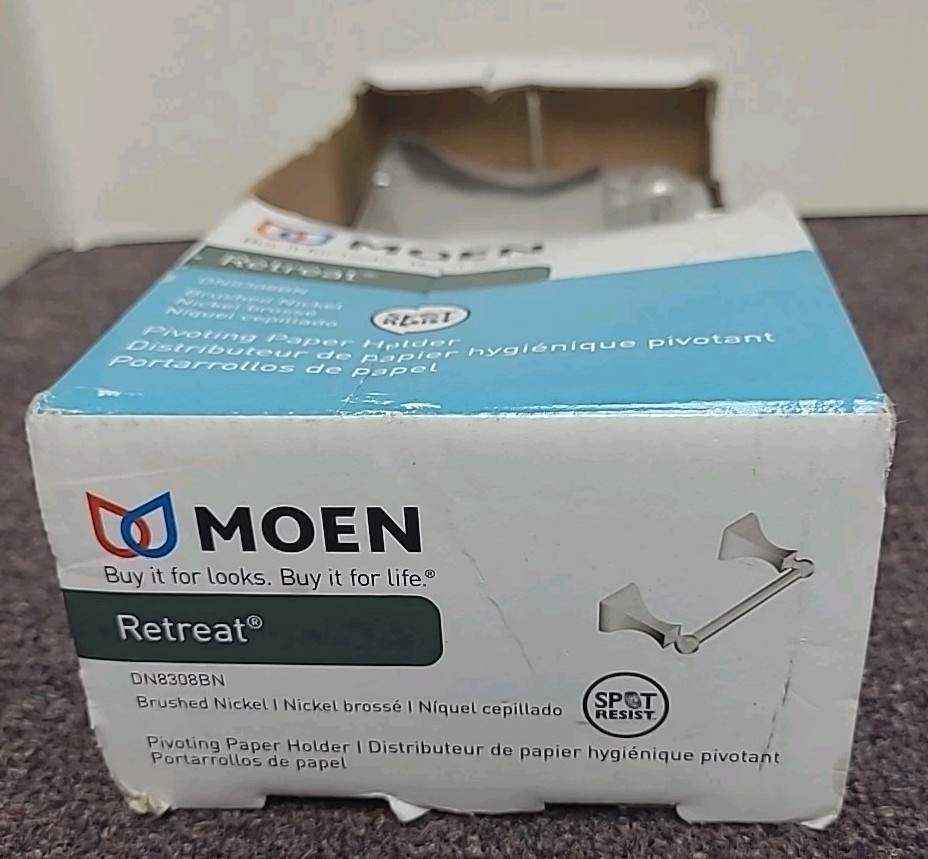 MOEN
Retreat
DN8308BN
Brushed Nickel
Nickel brossé
Níquel cepillado
SPOT
RESIST
Pivoting Paper Holder
Distributeur de papier hygiénique pivotant
Portarrollos de papel
MOEN
Buy it for looks. Buy it for life.®
Retreat®
DN8308BN
Brushed Nickel | Nickel brossé | Níquel cepillado
SPOT
RESIST™
Pivoting Paper Holder | Distributeur de papier hygiénique pivotant
Portarrollos de papel